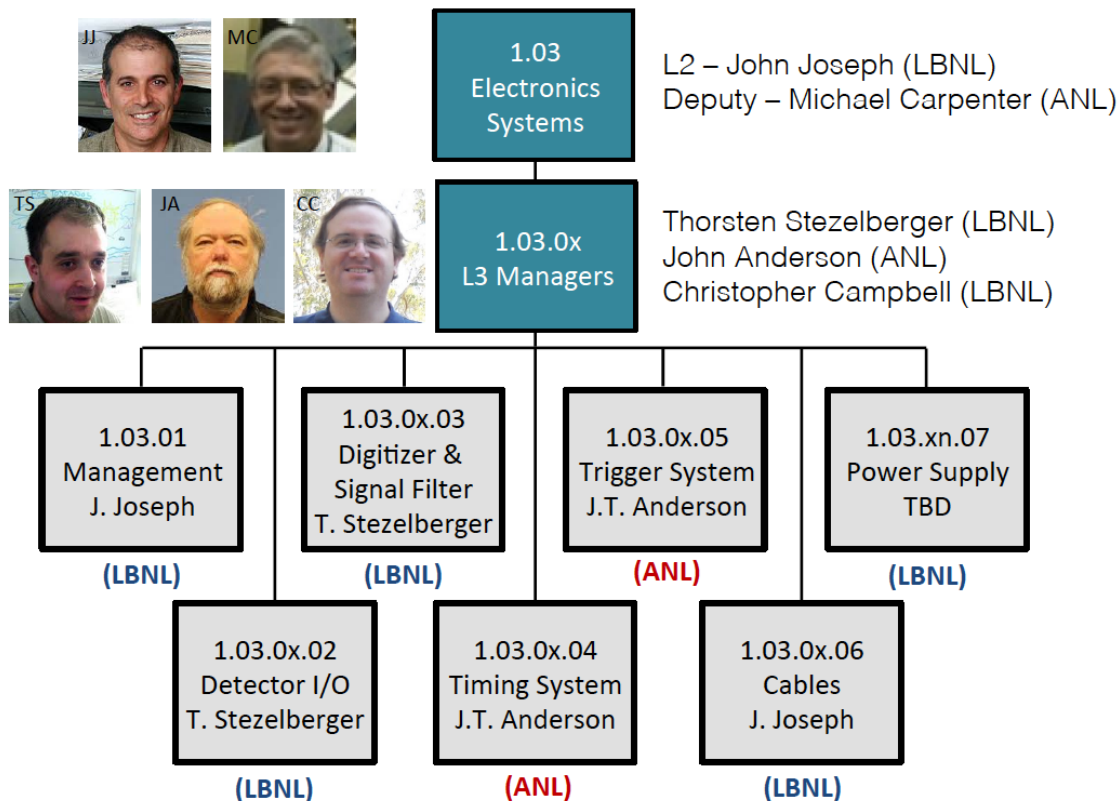 JJ
MC
1.03
Electronics
Systems
L2 – John Joseph (LBNL)
Deputy – Michael Carpenter (ANL)
TS
JA
CC
1.03.0x
L3 Managers
Thorsten Stezelberger (LBNL)
John Anderson (ANL)
Christopher Campbell (LBNL)
1.03.01
Management
J. Joseph
(LBNL)
1.03.0x.03
Digitizer &
Signal Filter
T. Stezelberger
(LBNL)
1.03.0x.05
Trigger System
J.T. Anderson
(ANL)
1.03.xn.07
Power Supply
TBD
(LBNL)
1.03.0x.02
Detector I/O
T. Stezelberger
(LBNL)
1.03.0x.04
Timing System
J.T. Anderson
(ANL)
1.03.0x.06
Cables
J. Joseph
(LBNL)